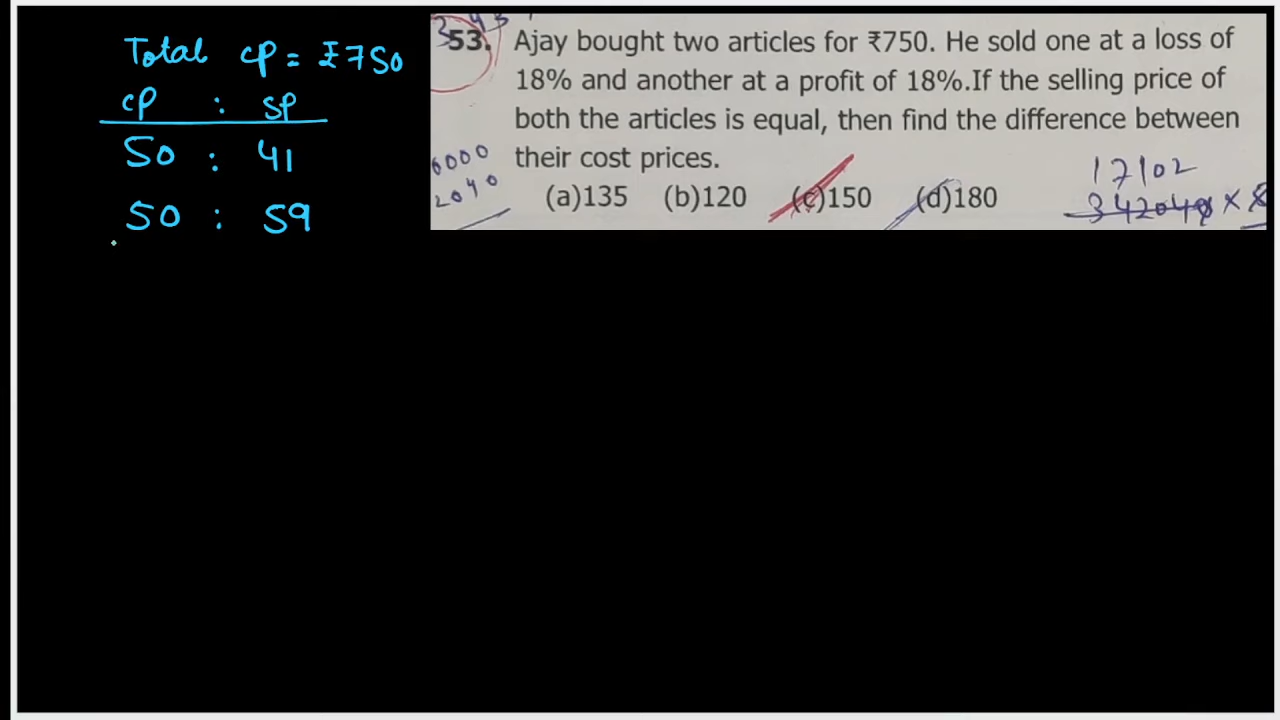 Total CP = ₹750
CP : SP
50 : 41
50 : 59
53. Ajay bought two articles for ₹750. He sold one at a loss of
18% and another at a profit of 18%.If the selling price of
both the articles is equal, then find the difference between
their cost prices.
(a)135 (b)120 (c)150 (d)180
6000
2040
17102